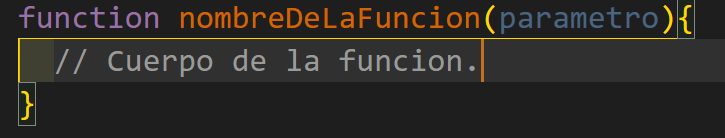 function nombreDeLaFuncion(parametro){
// Cuerpo de la funcion.
}